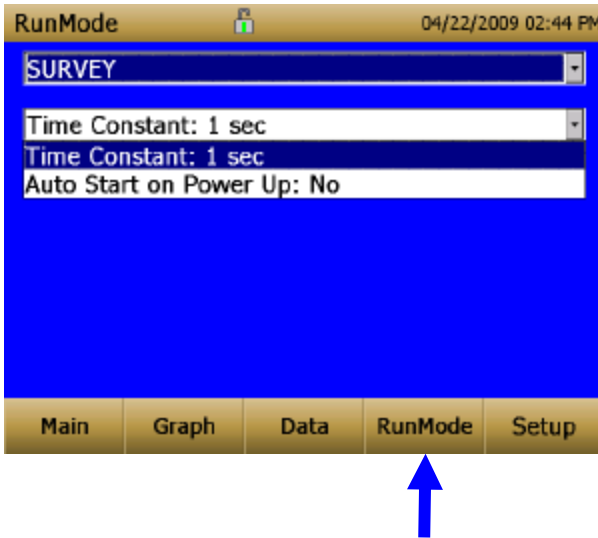 RunMode 04/22/2009 02:44 PM
SURVEY
Time Constant: 1 sec
Time Constant: 1 sec
Auto Start on Power Up: No
Main Graph Data RunMode Setup